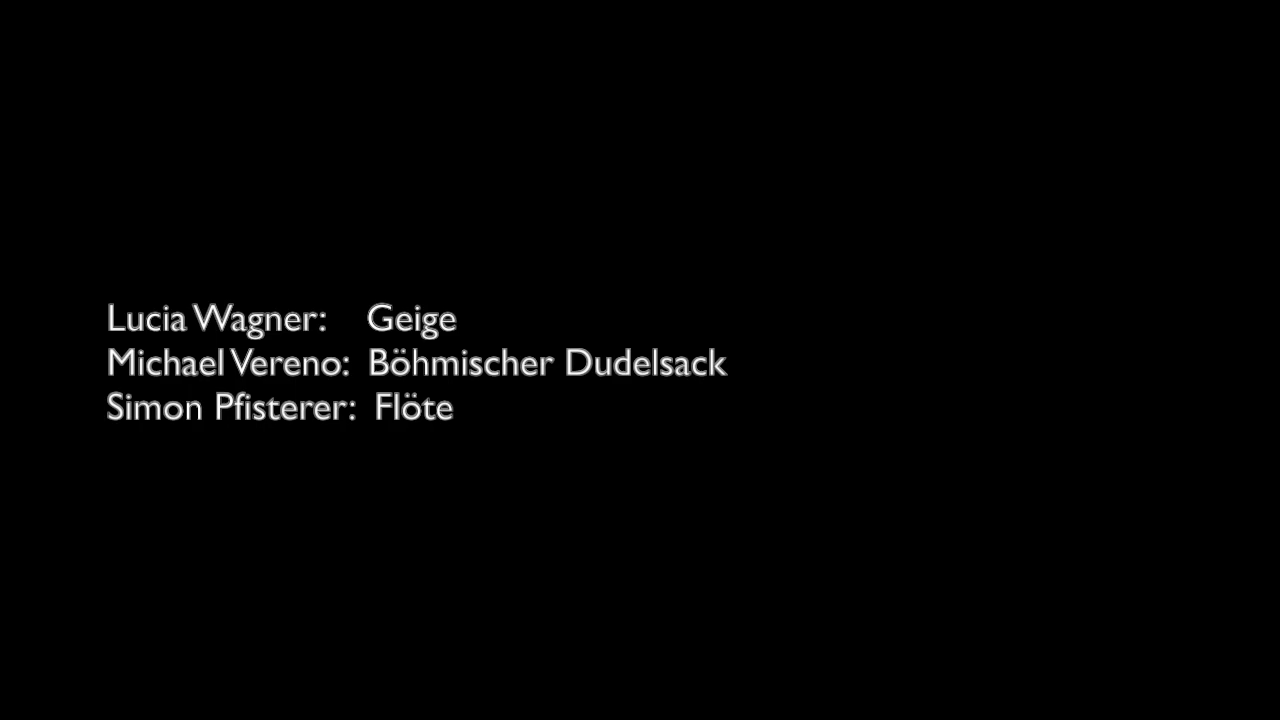 Lucia Wagner: Geige
Michael Vereno: Böhmischer Dudelsack
Simon Pfisterer: Flöte